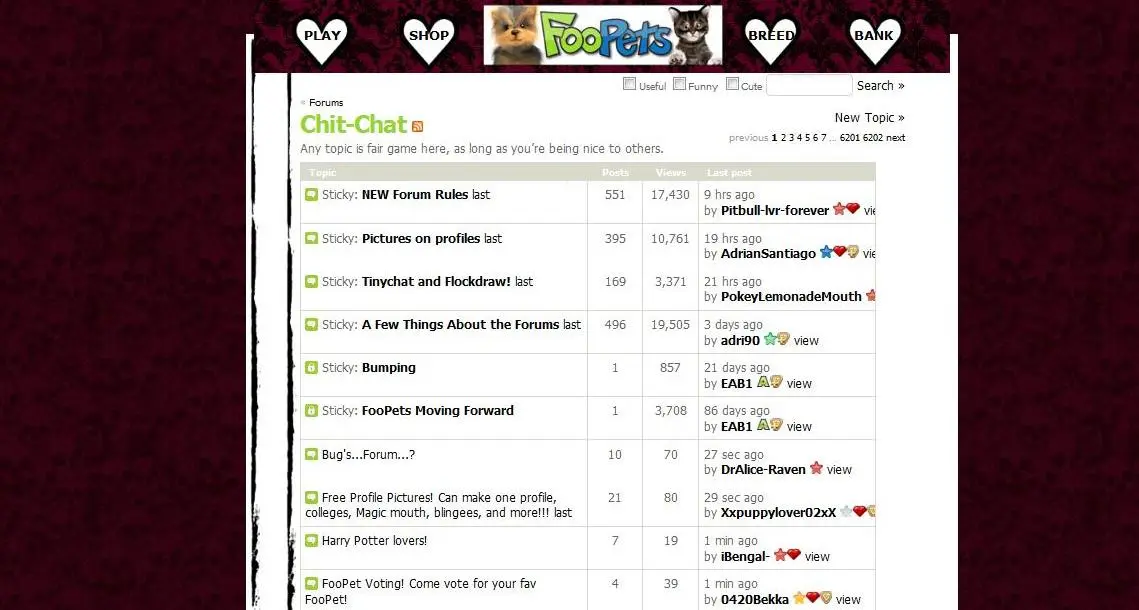 PLAY SHOP FooPets BREED BANK
Useful Funny Cute Search »
« Forums
Chit-Chat
New Topic »
previous 1 2 3 4 5 6 7 ... 6201 6202 next
Any topic is fair game here, as long as you're being nice to others.
Topic Posts Views Last post
Sticky: NEW Forum Rules last 551 17,430 9 hrs ago
by Pitbull-lvr-forever vie
Sticky: Pictures on profiles last 395 10,761 19 hrs ago
by AdrianSantiago vie
Sticky: Tinychat and Flockdraw! last 169 3,371 21 hrs ago
by PokeyLemonadeMouth
Sticky: A Few Things About the Forums last 496 19,505 3 days ago
by adri90 view
Sticky: Bumping 1 857 21 days ago
by EAB1 A view
Sticky: FooPets Moving Forward 1 3,708 86 days ago
by EAB1 A view
Bug's...Forum...? 10 70 27 sec ago
by DrAlice-Raven view
Free Profile Pictures! Can make one profile, 21 80 29 sec ago
colleges, Magic mouth, blingees, and more!!! last by Xxpuppylover02xX
Harry Potter lovers! 7 19 1 min ago
by iBengal- view
FooPet Voting! Come vote for your fav 4 39 1 min ago
FooPet! by 0420Bekka view